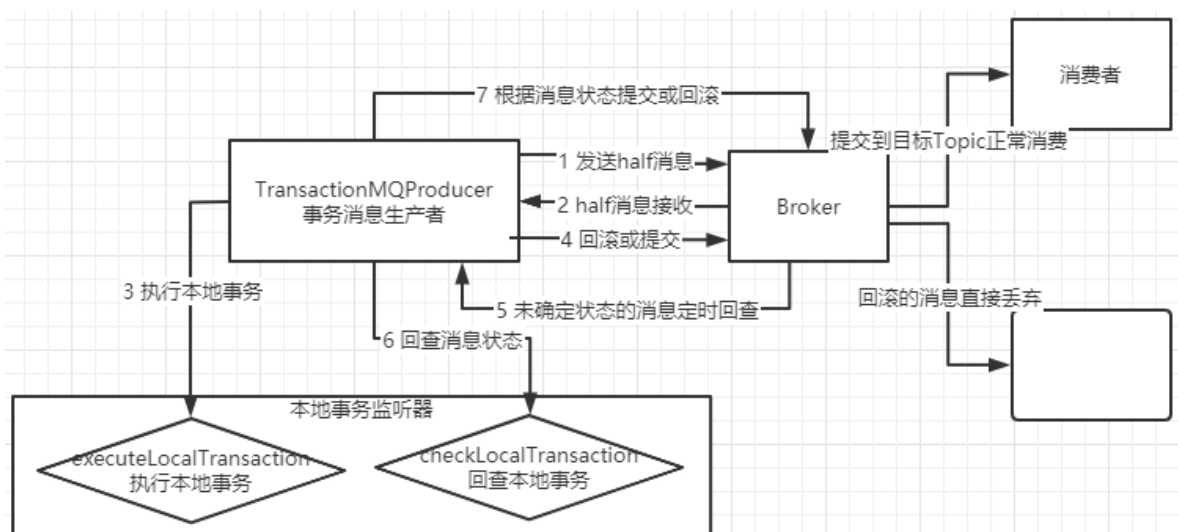 消费者
7 根据消息状态提交或回滚
提交到目标Topic正常消费
1 发送half消息
TransactionMQProducer
事务消息生产者
2 half消息接收
Broker
4 回滚或提交
3 执行本地事务
5 未确定状态的消息定时回查
回滚的消息直接丢弃
6 回查消息状态
本地事务监听器
executeLocalTransaction
执行本地事务
checkLocalTransaction
回查本地事务